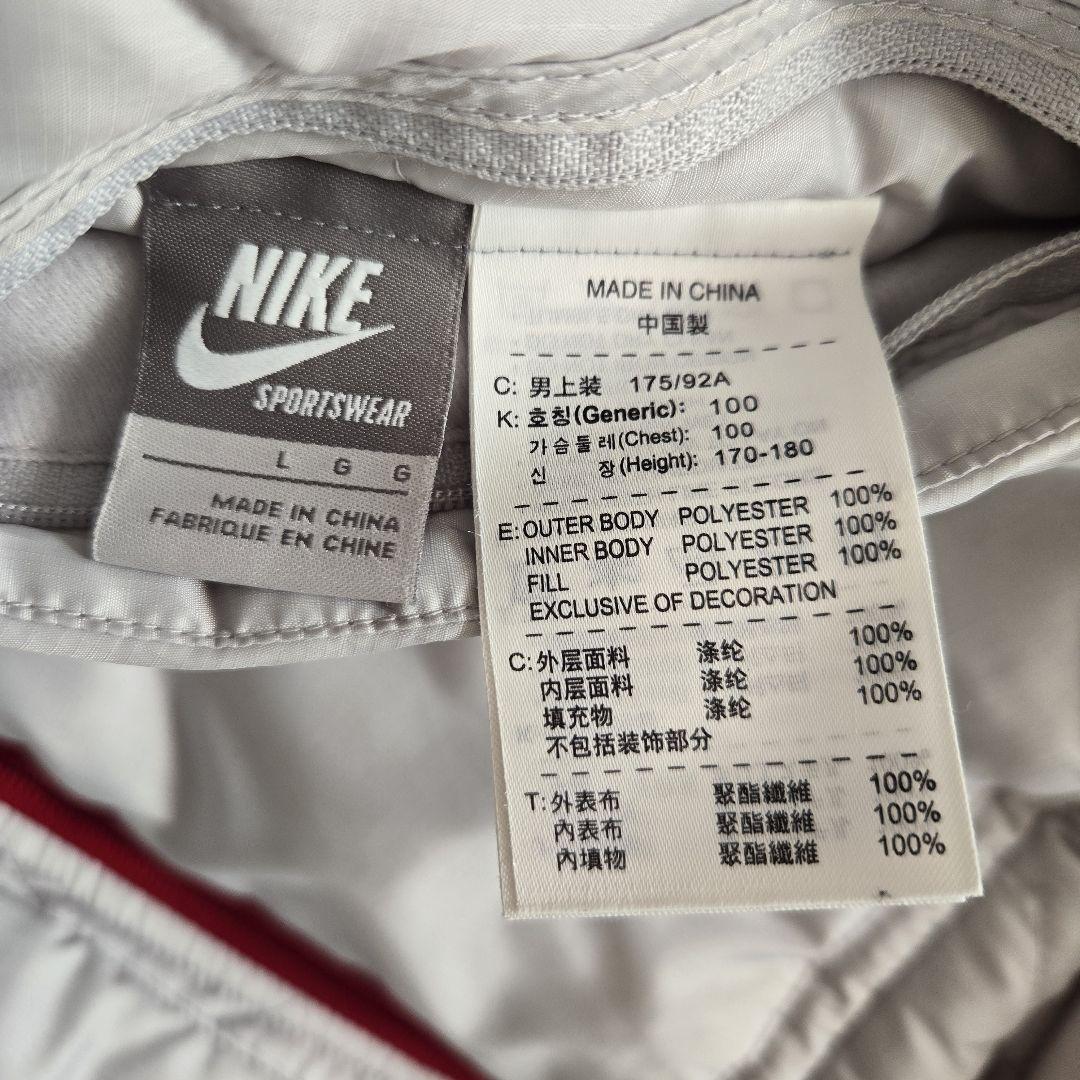 NIKE
SPORTSWEAR
L G G
MADE IN CHINA
FABRIQUE EN CHINE
MADE IN CHINA
中国製
C: 男上装 175/92A
K: 호칭(Generic): 100
가슴둘레(Chest): 100
신 장(Height): 170-180
E: OUTER BODY POLYESTER 100%
INNER BODY POLYESTER 100%
FILL POLYESTER 100%
EXCLUSIVE OF DECORATION
C: 外层面料 涤纶 100%
内层面料 涤纶 100%
填充物 涤纶 100%
不包括装饰部分
T: 外表布 聚酯纖維 100%
內表布 聚酯纖維 100%
內填物 聚酯纖維 100%